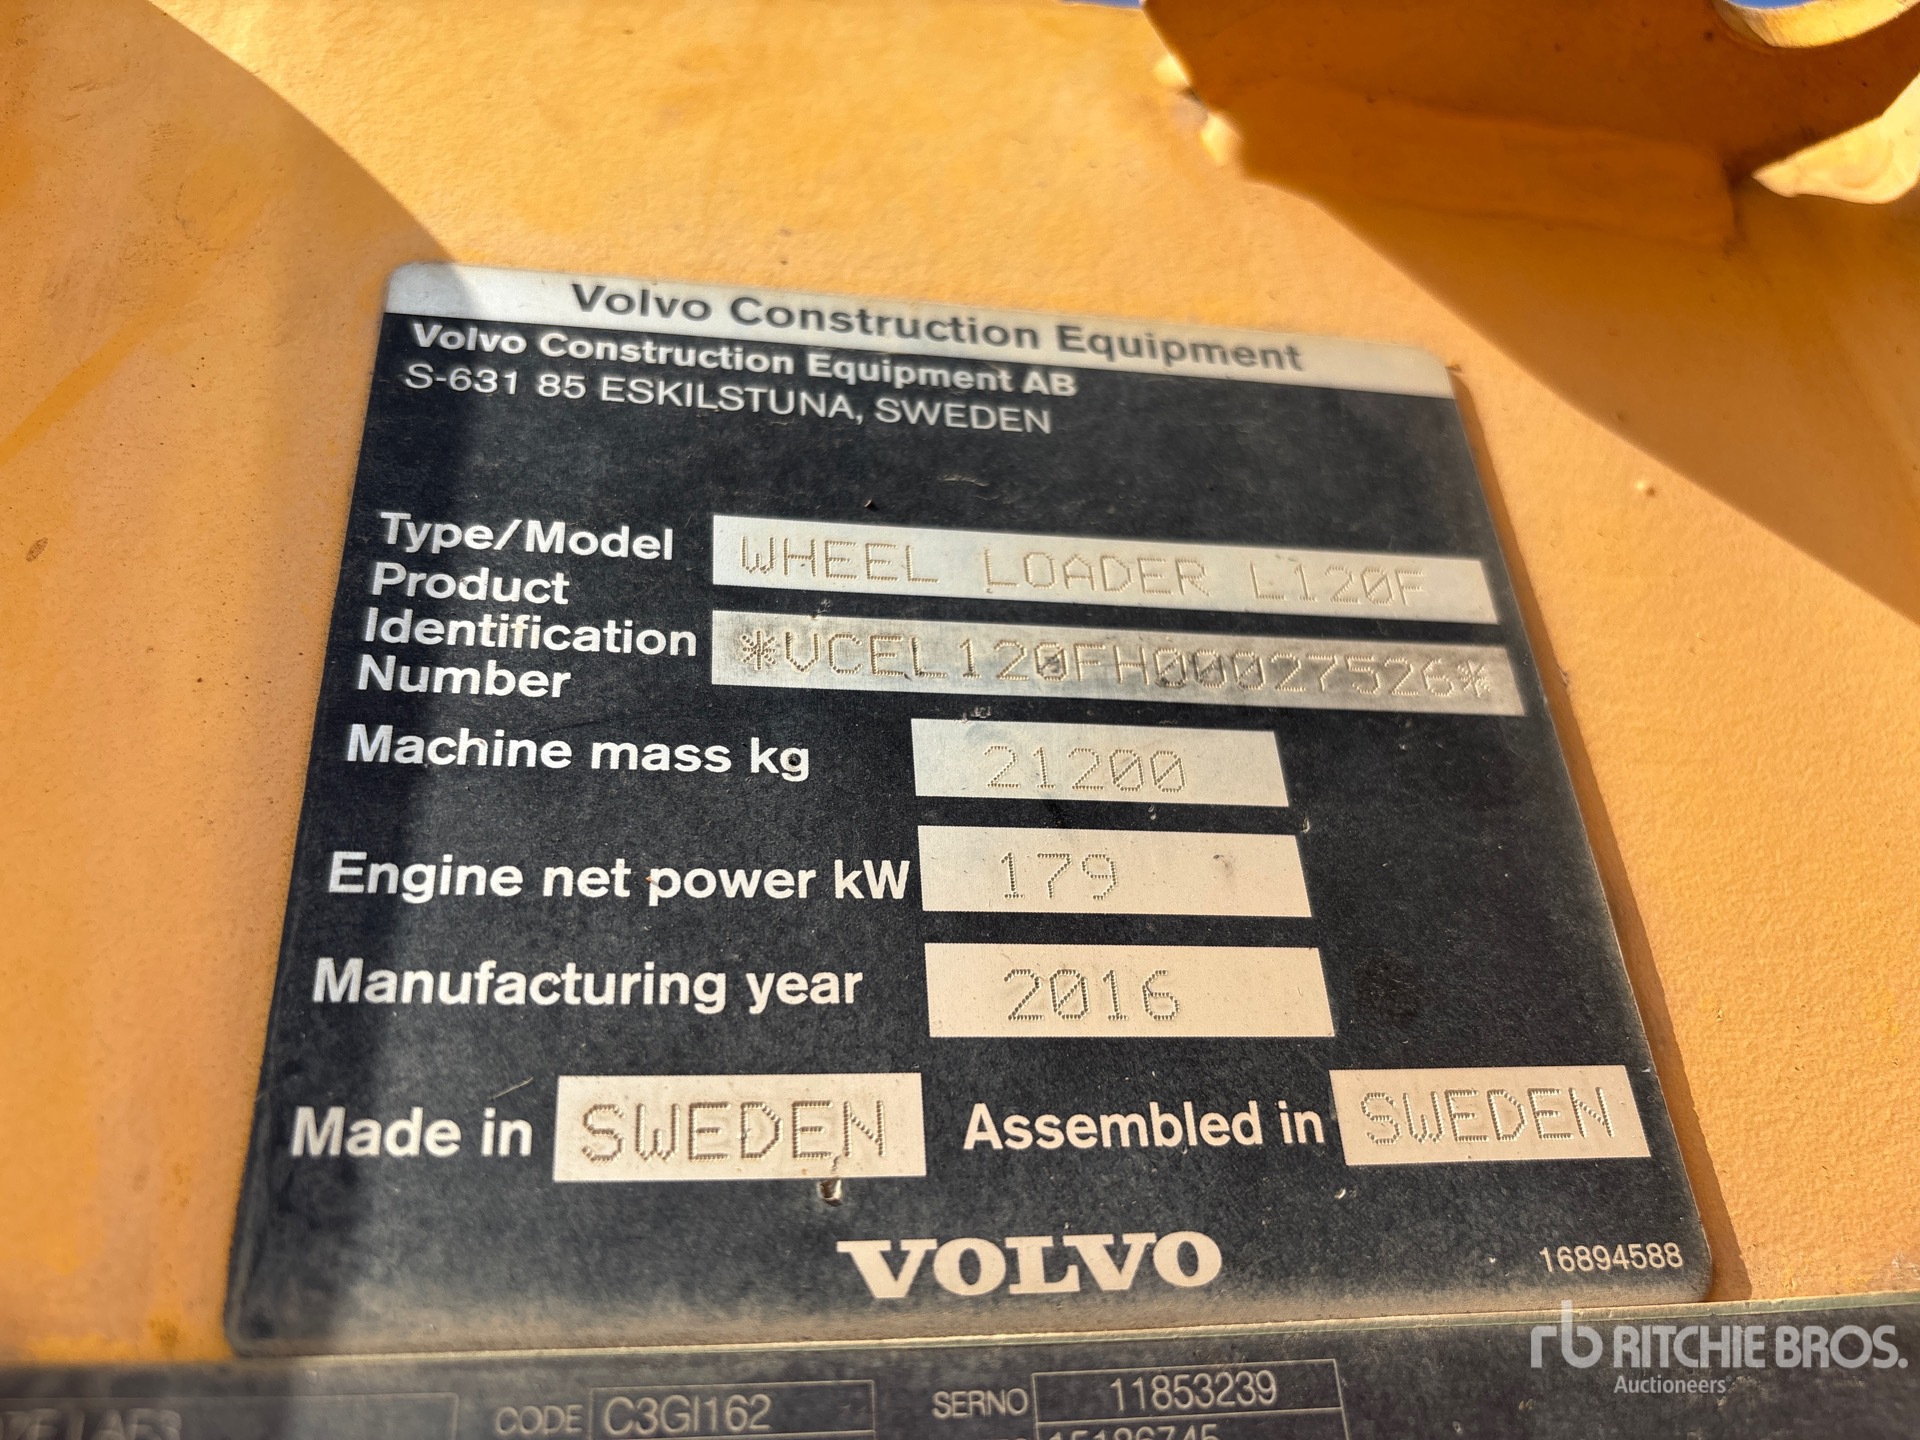 Volvo Construction Equipment
Volvo Construction Equipment AB
S-631 85 ESKILSTUNA, SWEDEN
Type/Model WHEEL LOADER L120F
Product
Identification
Number *VCEL120FH00027526*
Machine mass kg 21200
Engine net power kW 179
Manufacturing year 2016
Made in SWEDEN Assembled in SWEDEN
VOLVO 16894588
rb RITCHIE BROS.
Auctioneers
CODE C3GI162 SERNO 11853239
15186745